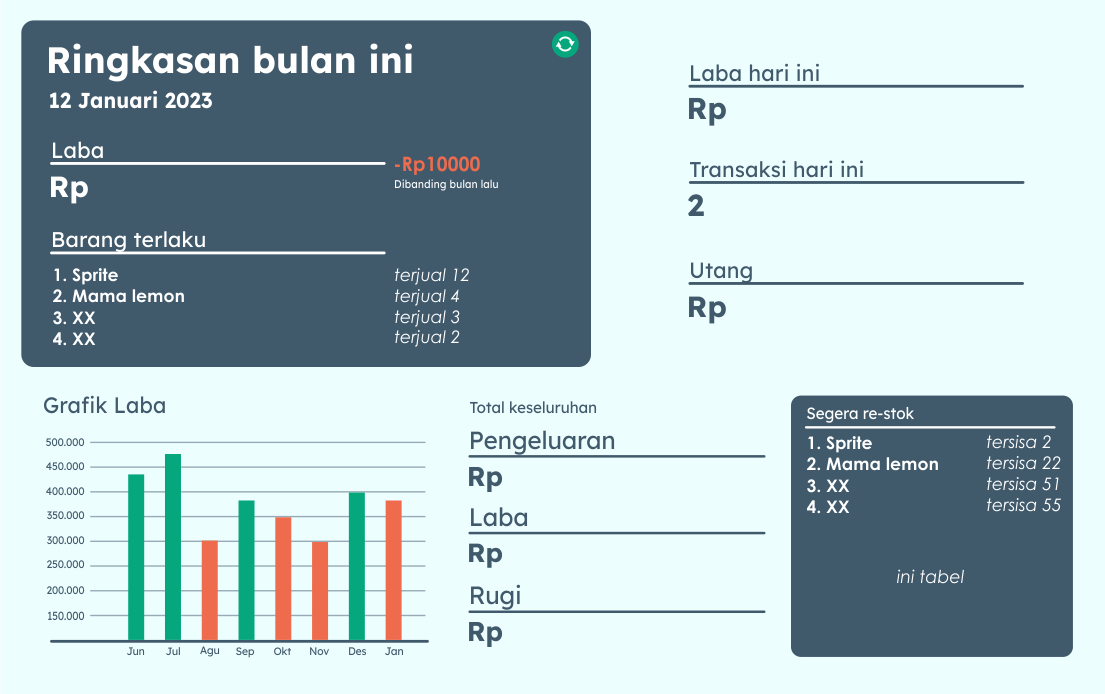 Ringkasan bulan ini
12 Januari 2023
Laba
Rp
-Rp10000
Dibanding bulan lalu
Barang terlaku
1. Sprite terjual 12
2. Mama lemon terjual 4
3. XX terjual 3
4. XX terjual 2
Laba hari ini
Rp
Transaksi hari ini
2
Utang
Rp
Grafik Laba
500.000
450.000
400.000
350.000
300.000
250.000
200.000
150.000
Jun Jul Agu Sep Okt Nov Des Jan
Total keseluruhan
Pengeluaran
Rp
Laba
Rp
Rugi
Rp
Segera re-stok
1. Sprite tersisa 2
2. Mama lemon tersisa 22
3. XX tersisa 51
4. XX tersisa 55
ini tabel